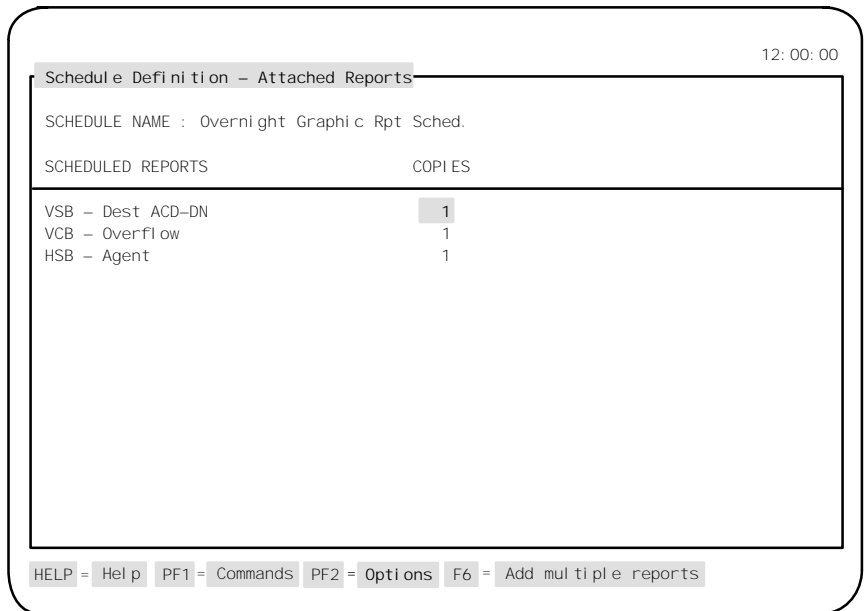 12:00:00
Schedule Definition – Attached Reports
SCHEDULE NAME : Overnight Graphic Rpt Sched.
SCHEDULED REPORTS COPIES
VSB – Dest ACD–DN 1
VCB – Overflow 1
HSB – Agent 1
HELP = Help PF1 = Commands PF2 = Options F6 = Add multiple reports